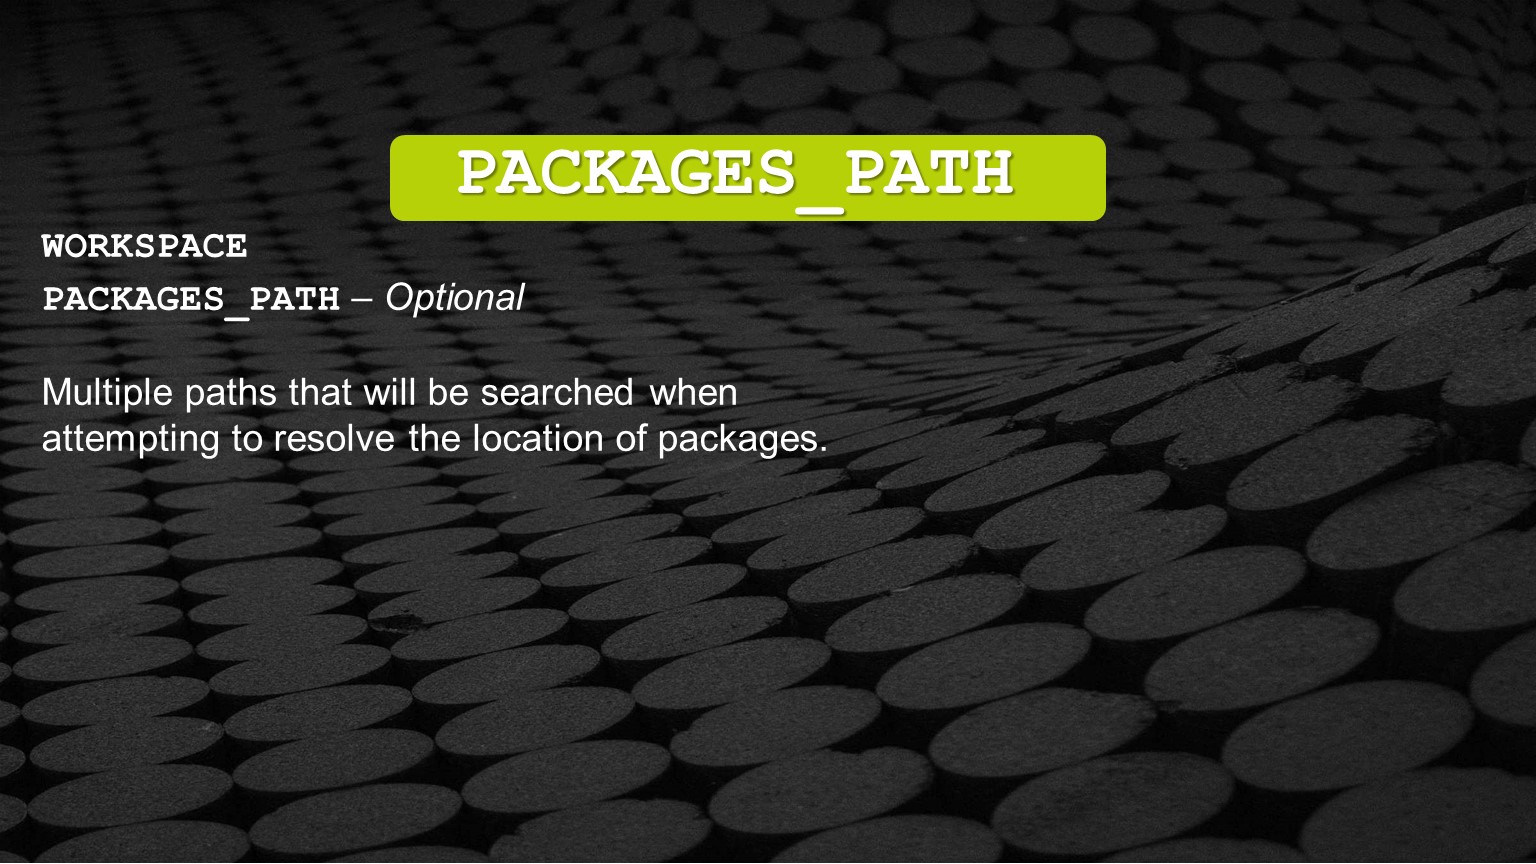 PACKAGES_PATH
WORKSPACE
PACKAGES_PATH – Optional
Multiple paths that will be searched when
attempting to resolve the location of packages.